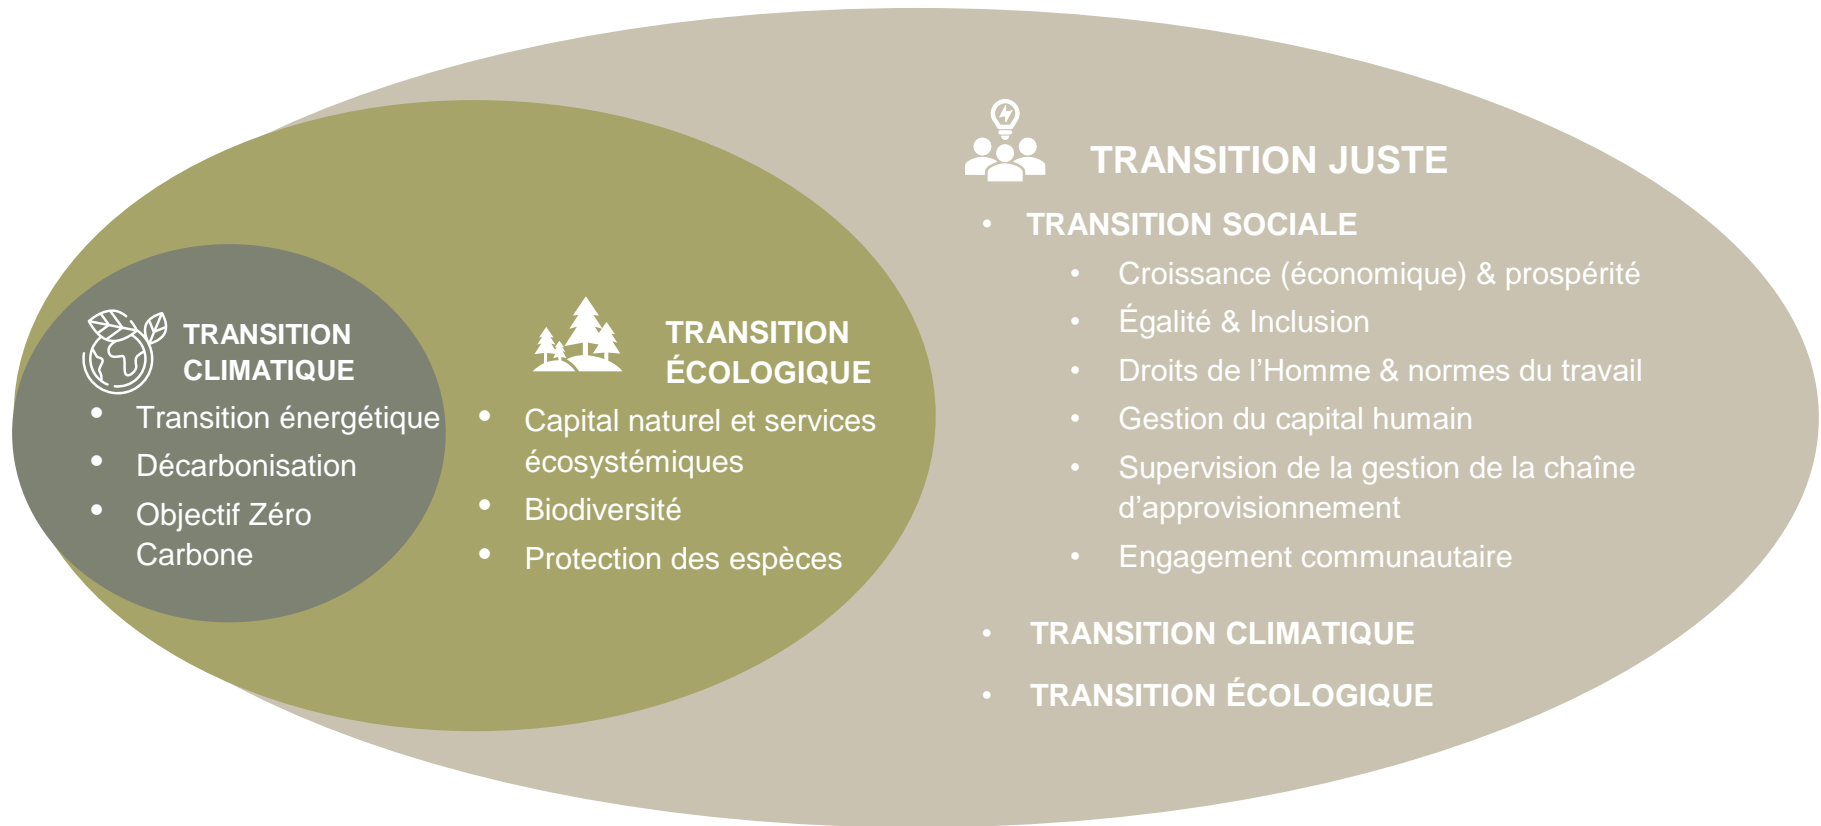 TRANSITION
CLIMATIQUE
• Transition énergétique
• Décarbonisation
• Objectif Zéro
Carbone
TRANSITION
ÉCOLOGIQUE
• Capital naturel et services
écosystémiques
• Biodiversité
• Protection des espèces
TRANSITION JUSTE
• TRANSITION SOCIALE
• Croissance (économique) & prospérité
• Égalité & Inclusion
• Droits de l’Homme & normes du travail
• Gestion du capital humain
• Supervision de la gestion de la chaîne
d’approvisionnement
• Engagement communautaire
• TRANSITION CLIMATIQUE
• TRANSITION ÉCOLOGIQUE